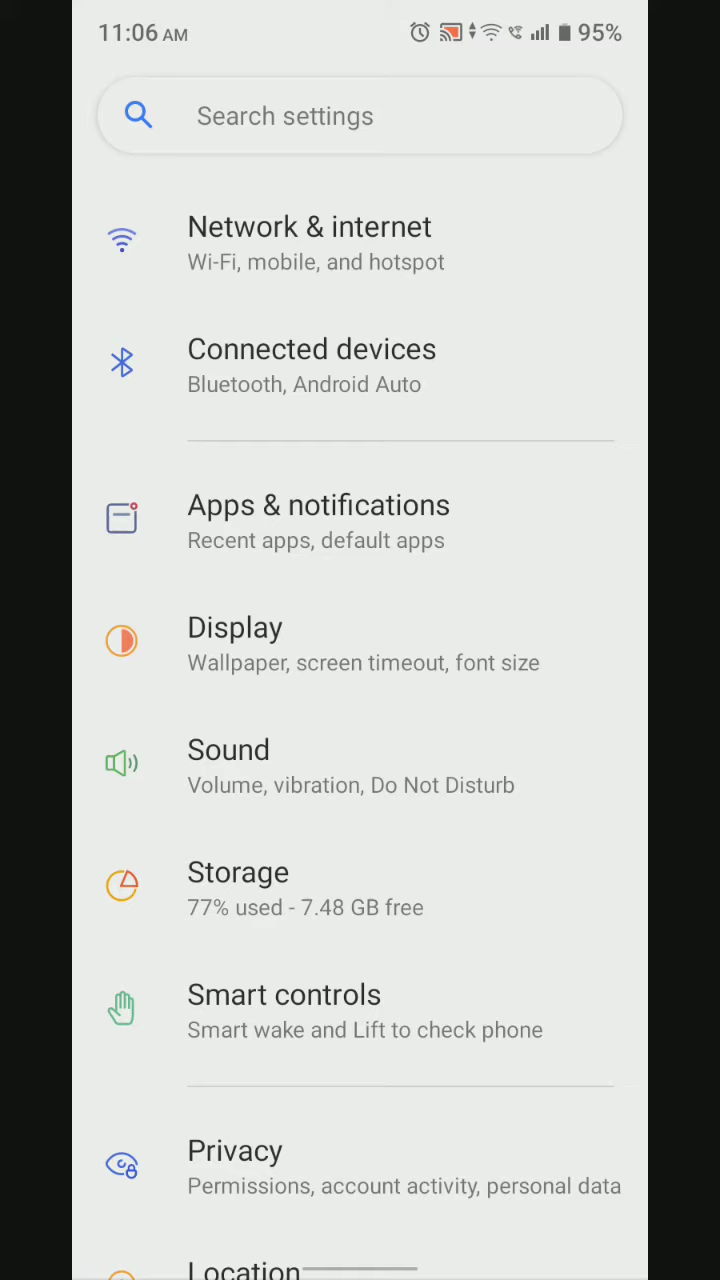 11:06 AM 95%
Search settings
Network & internet
Wi-Fi, mobile, and hotspot
Connected devices
Bluetooth, Android Auto
Apps & notifications
Recent apps, default apps
Display
Wallpaper, screen timeout, font size
Sound
Volume, vibration, Do Not Disturb
Storage
77% used - 7.48 GB free
Smart controls
Smart wake and Lift to check phone
Privacy
Permissions, account activity, personal data
Location